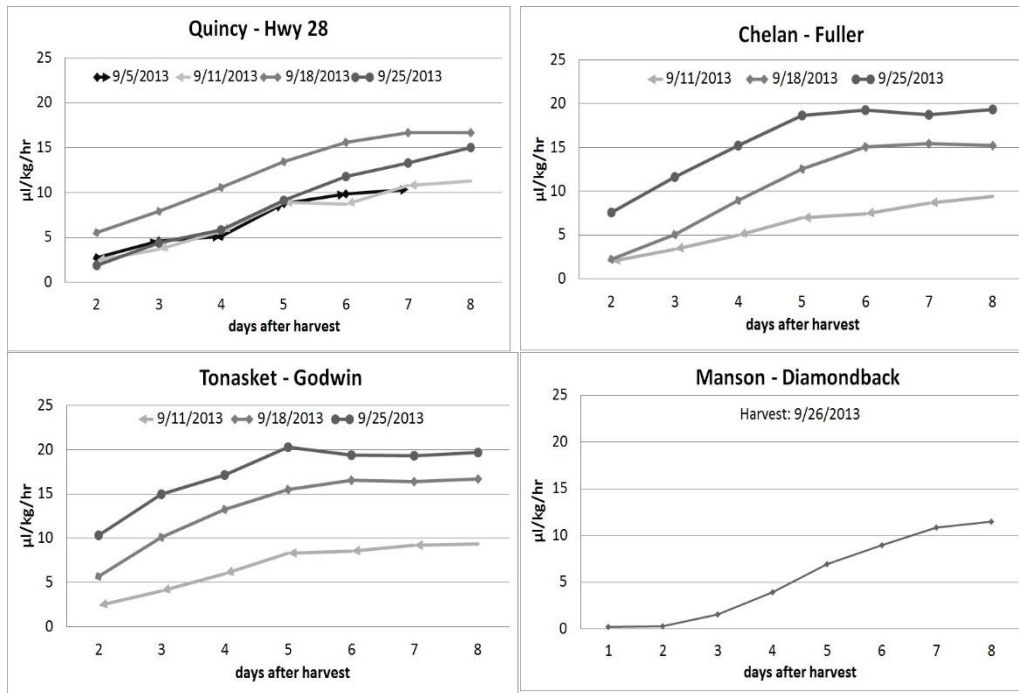 Quincy - Hwy 28
25
9/5/2013 9/11/2013 9/18/2013 9/25/2013
20
15
10
5
0
µl/kg/hr
2 3 4 5 6 7 8
days after harvest
Chelan - Fuller
25
9/11/2013 9/18/2013 9/25/2013
20
15
10
5
0
µl/kg/hr
2 3 4 5 6 7 8
days after harvest
Tonasket - Godwin
25
9/11/2013 9/18/2013 9/25/2013
20
15
10
5
0
µl/kg/hr
2 3 4 5 6 7 8
days after harvest
Manson - Diamondback
25
Harvest: 9/26/2013
20
15
10
5
0
µl/kg/hr
1 2 3 4 5 6 7 8
days after harvest